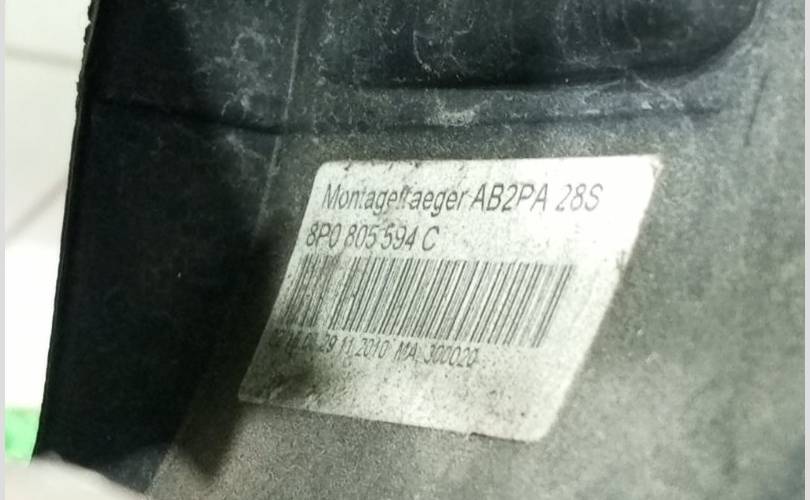 Montagetraeger AB2PA 28S
8P0 805 594 C
29.11.2010 MA: 300020